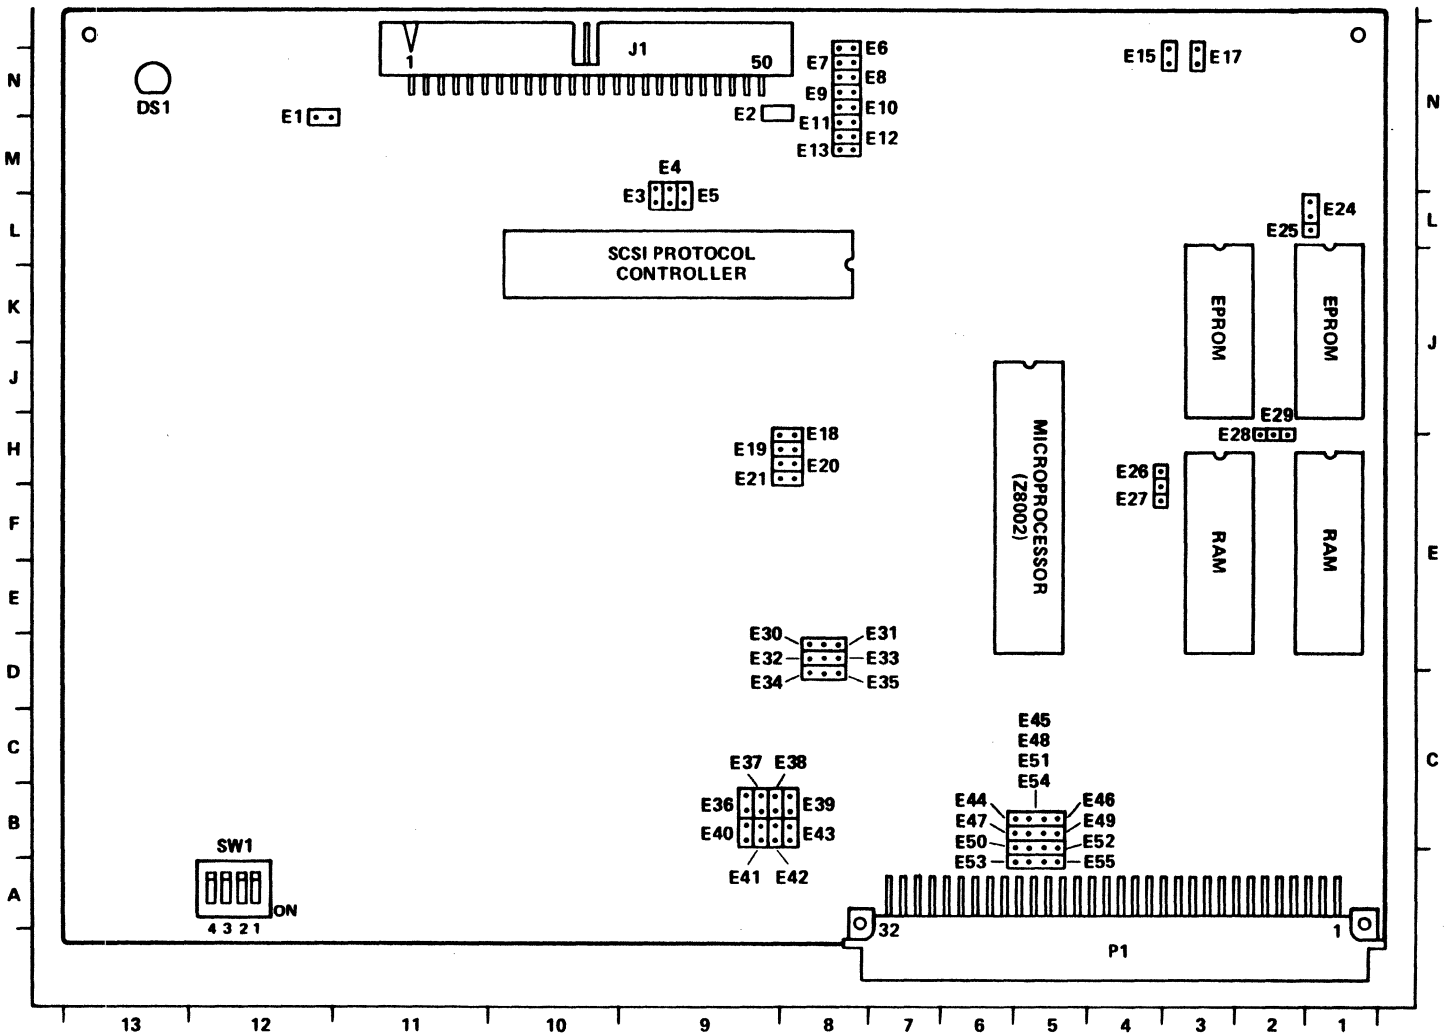 J1
1 50
E6
E7
E8
E9
E10
E11
E12
E13
E15 E17
DS1
E1
E2
E4
E3 E5
E24
E25
SCSI PROTOCOL
CONTROLLER
EPROM
EPROM
MICROPROCESSOR
(Z8002)
E29
E28
E18
E19
E20
E21
E26
E27
RAM
RAM
E30 E31
E32 E33
E34 E35
E45
E48
E51
E54
E37 E38
E36 E39
E40 E43
E41 E42
E44 E46
E47 E49
E50 E52
E53 E55
SW1
ON
4 3 2 1
32 1
P1
N
M
L
K
J
H
F
E
D
C
B
A
N
L
J
E
C
13 12 11 10 9 8 7 6 5 4 3 2 1